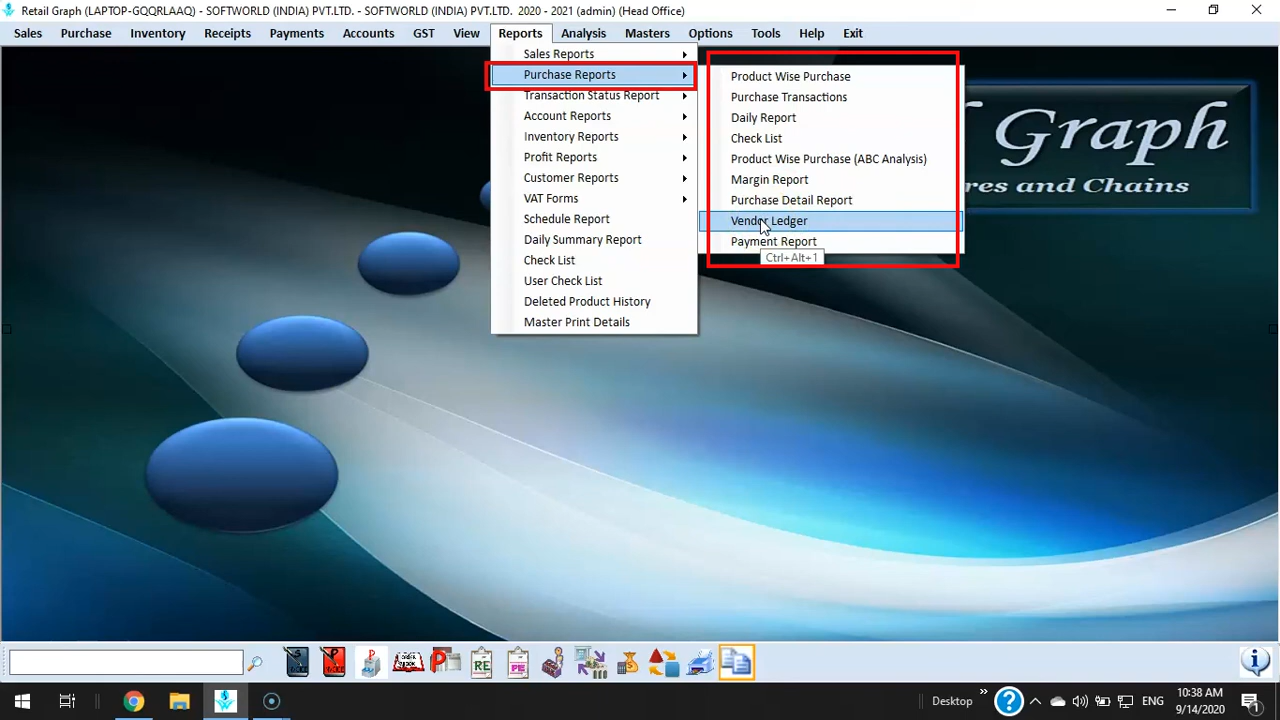 Retail Graph (LAPTOP-GQQRLAAQ) - SOFTWORLD (INDIA) PVT.LTD. - SOFTWORLD (INDIA) PVT.LTD.  2020 - 2021 (admin) (Head Office)
Sales Purchase Inventory Receipts Payments Accounts GST View Reports Analysis Masters Options Tools Help Exit
Sales Reports
Purchase Reports
Transaction Status Report
Account Reports
Inventory Reports
Profit Reports
Customer Reports
VAT Forms
Schedule Report
Daily Summary Report
Check List
User Check List
Deleted Product History
Master Print Details
Product Wise Purchase
Purchase Transactions
Daily Report
Check List
Product Wise Purchase (ABC Analysis)
Margin Report
Purchase Detail Report
Vendor Ledger
Payment Report
Ctrl+Alt+1
Graph
and Chains
RE
PE
Desktop
ENG
10:38 AM
9/14/2020